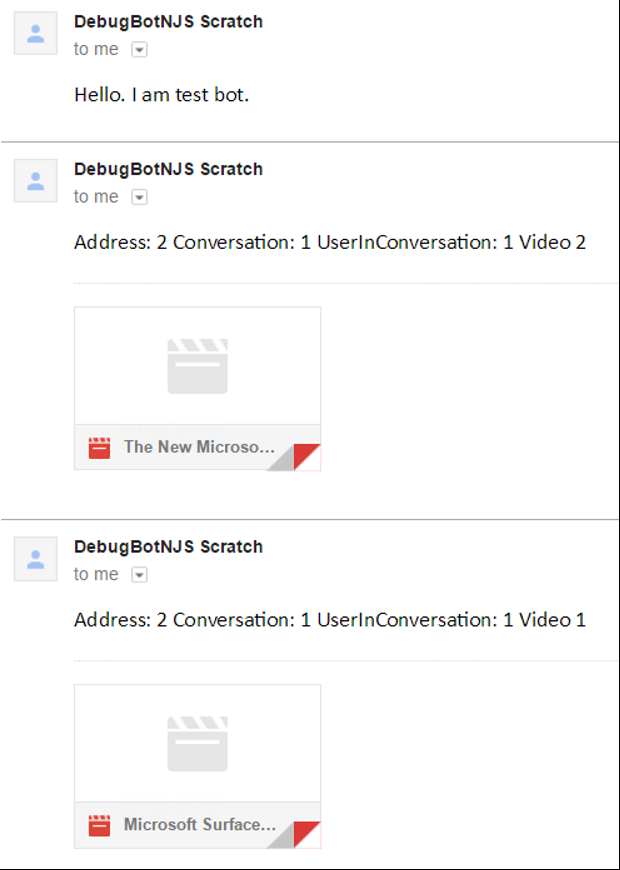 DebugBotNJS Scratch
to me
Hello. I am test bot.
DebugBotNJS Scratch
to me
Address: 2 Conversation: 1 UserInConversation: 1 Video 2
The New Microso...
DebugBotNJS Scratch
to me
Address: 2 Conversation: 1 UserInConversation: 1 Video 1
Microsoft Surface...